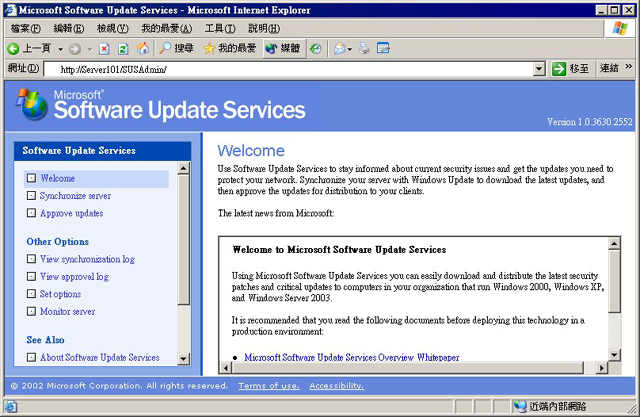 Microsoft Software Update Services - Microsoft Internet Explorer
檔案(F) 編輯(E) 檢視(V) 我的最愛(A) 工具(T) 說明(H)
上一頁 搜尋 我的最愛 媒體
網址(D) http://Server101/SUSAdmin/ 移至 連結 »
Microsoft®
Software Update Services
Version 1.0.3630.2552
Software Update Services
Welcome
Synchronize server
Approve updates
Other Options
View synchronization log
View approval log
Set options
Monitor server
See Also
About Software Update Services
Welcome
Use Software Update Services to stay informed about current security issues and get the updates you need to
protect your network. Synchronize your server with Windows Update to download the latest updates, and
then approve the updates for distribution to your clients.
The latest news from Microsoft:
Welcome to Microsoft Software Update Services
Using Microsoft Software Update Services you can easily download and distribute the latest security
patches and critical updates to computers in your organization that run Windows 2000, Windows XP,
and Windows Server 2003.
It is recommended that you read the following documents before deploying this technology in a
production environment:
• Microsoft Software Update Services Overview Whitepaper
© 2002 Microsoft Corporation. All rights reserved. Terms of use. Accessibility.
近端內部網路